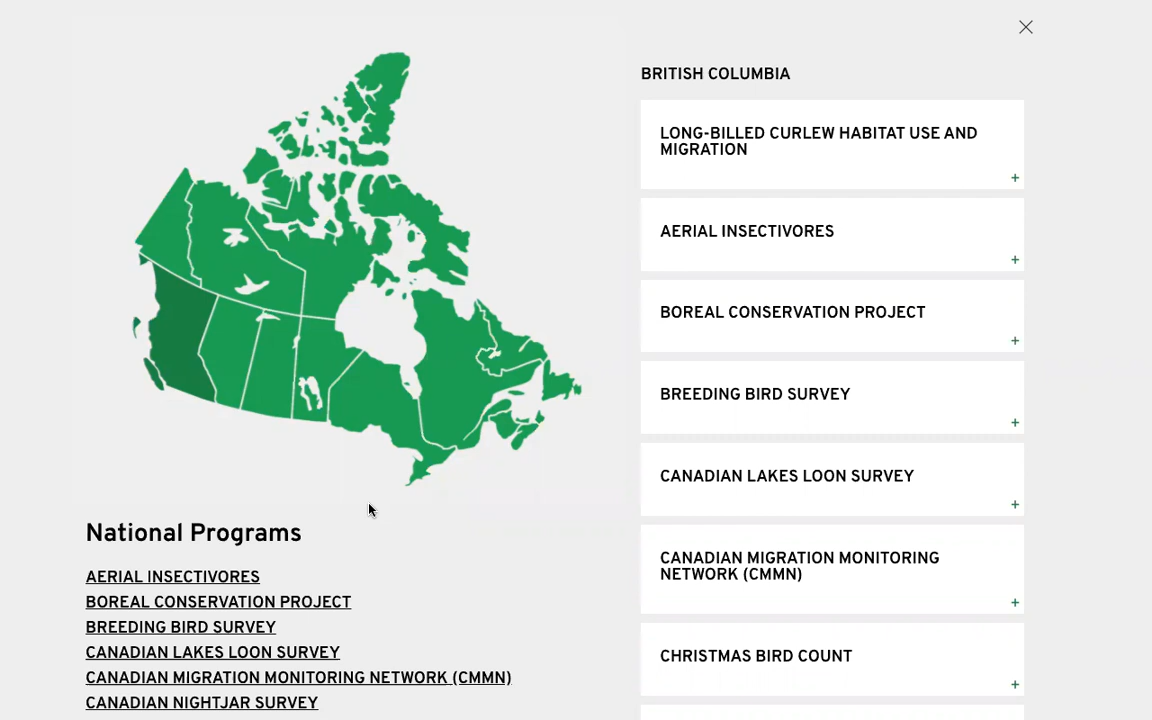 BRITISH COLUMBIA
LONG-BILLED CURLEW HABITAT USE AND
MIGRATION
+
AERIAL INSECTIVORES
+
BOREAL CONSERVATION PROJECT
+
BREEDING BIRD SURVEY
+
CANADIAN LAKES LOON SURVEY
+
CANADIAN MIGRATION MONITORING
NETWORK (CMMN)
+
CHRISTMAS BIRD COUNT
+
National Programs
AERIAL INSECTIVORES
BOREAL CONSERVATION PROJECT
BREEDING BIRD SURVEY
CANADIAN LAKES LOON SURVEY
CANADIAN MIGRATION MONITORING NETWORK (CMMN)
CANADIAN NIGHTJAR SURVEY